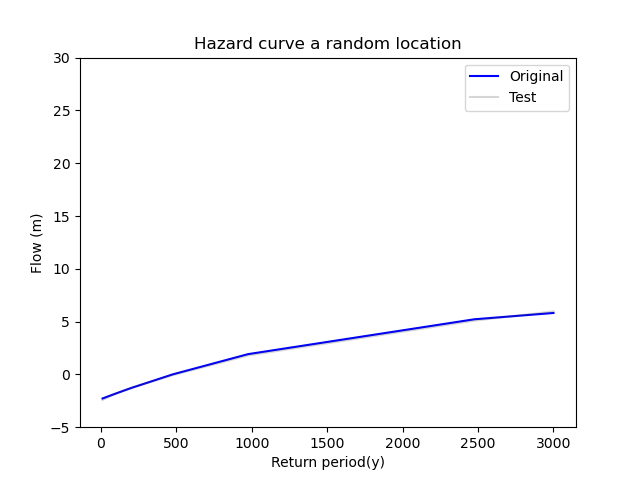 Hazard curve a random location
Original
Test
30
25
20
15
10
5
0
−5
Flow (m)
0 500 1000 1500 2000 2500 3000
Return period(y)